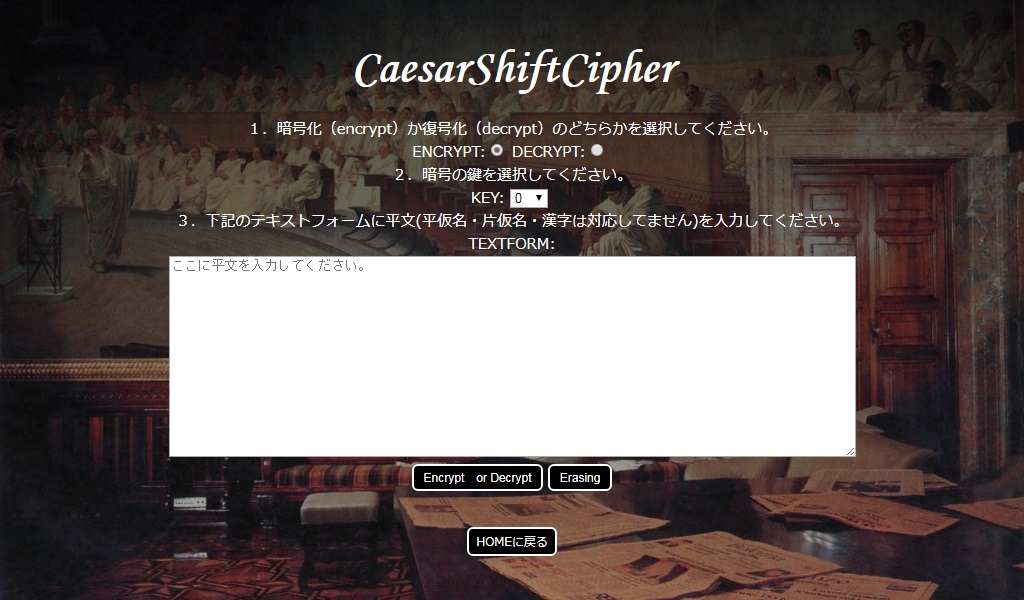 CaesarShiftCipher
１．暗号化（encrypt）か復号化（decrypt）のどちらかを選択してください。
ENCRYPT: DECRYPT:
２．暗号の鍵を選択してください。
KEY: 0
３．下記のテキストフォームに平文(平仮名・片仮名・漢字は対応してません)を入力してください。
TEXTFORM:
ここに平文を入力してください。
Encrypt　or Decrypt Erasing
HOMEに戻る